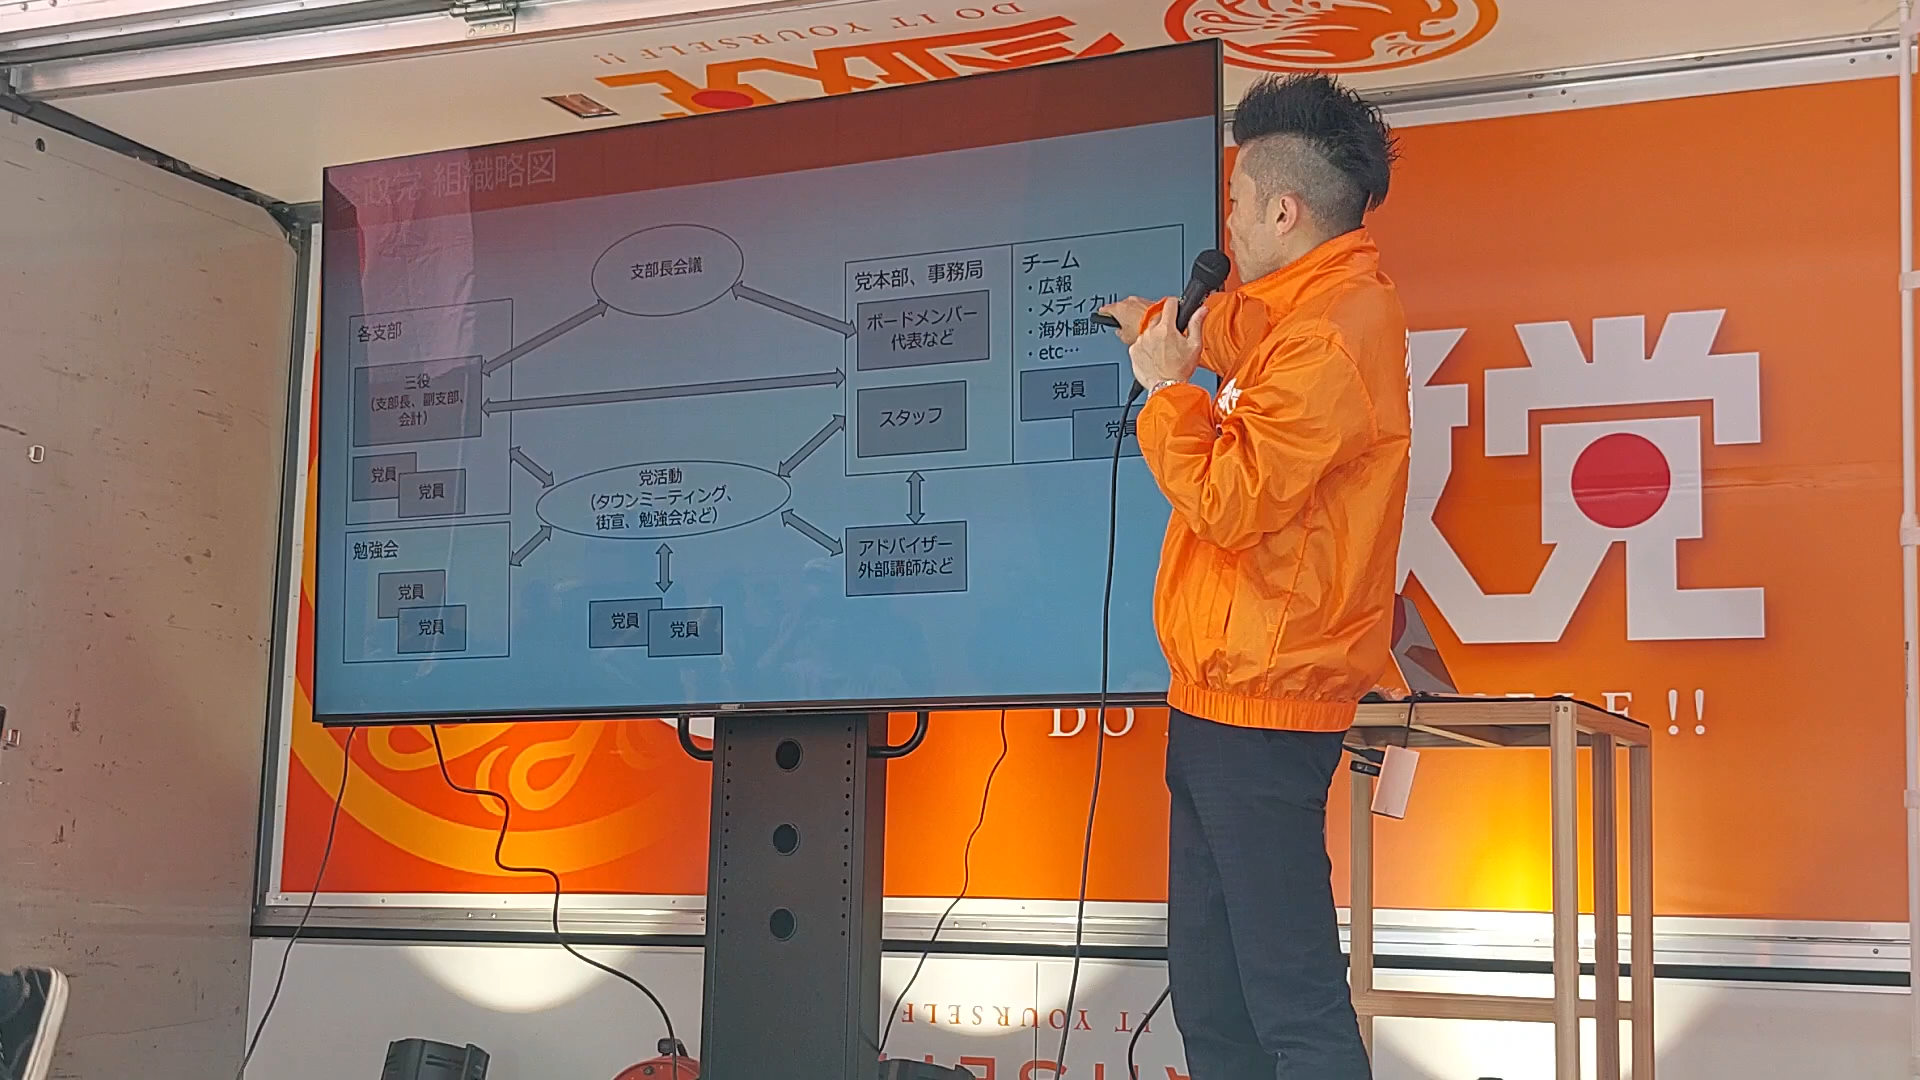 DO IT YOURSELF !!
政党 組織略図
支部長会議
各支部
三役
（支部長、副支部、
会計）
党員
党員
勉強会
党員
党員
党活動
（タウンミーティング、
街宣、勉強会など）
党員
党員
党本部、事務局
ボードメンバー
代表など
スタッフ
アドバイザー
外部講師など
チーム
・広報
・メディカル
・海外翻訳
・etc…
党員
党員
政党
DO
!!
IT YOURSELF